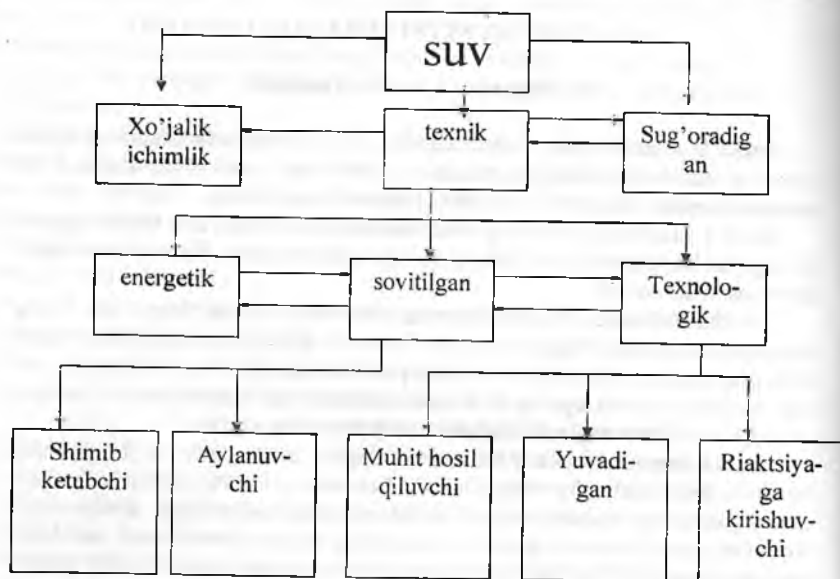 suv
Xo'jalik
ichimlik
texnik
Sug'oradig
an
energetik
sovitilgan
Texnolo-
gik
Shimib
ketubchi
Aylanuv-
chi
Muhit hosil
qiluvchi
Yuvadi-
gan
Riaktsiya-
ga
kirishuv-
chi